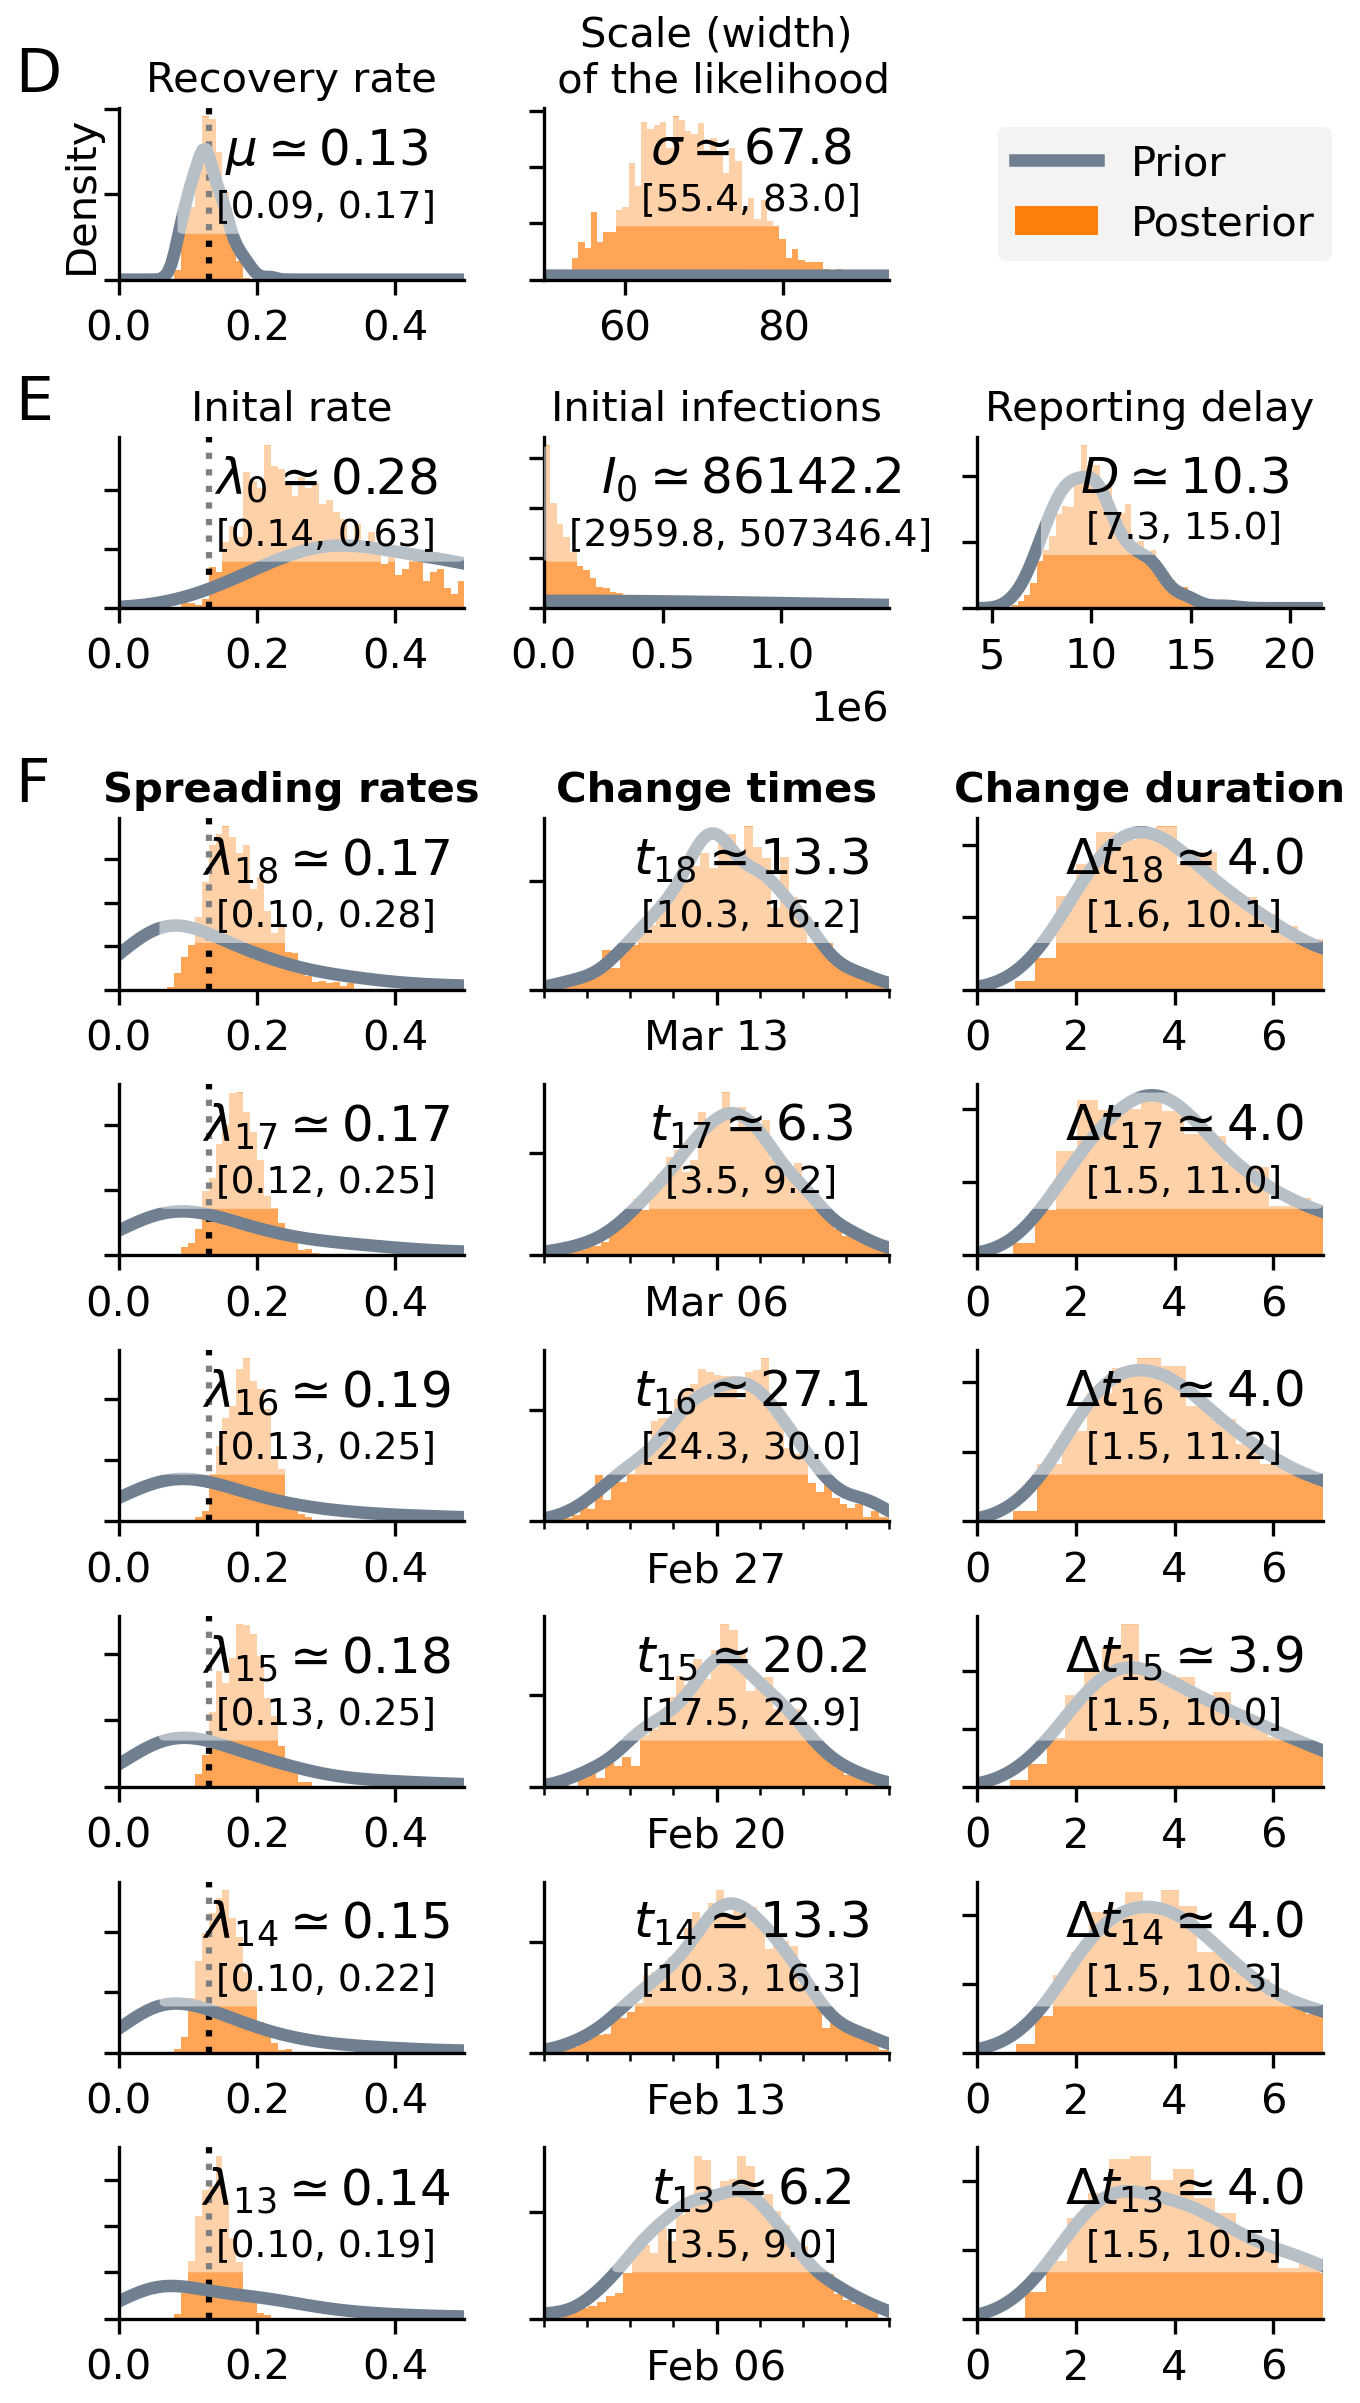 D
Recovery rate
Density
μ ≃ 0.13
[0.09, 0.17]
0.0 0.2 0.4
Scale (width)
of the likelihood
σ ≃ 67.8
[55.4, 83.0]
60 80
Prior
Posterior
E
Inital rate
λ0 ≃ 0.28
[0.14, 0.63]
0.0 0.2 0.4
Initial infections
I0 ≃ 86142.2
[2959.8, 507346.4]
0.0 0.5 1.0
1e6
Reporting delay
D ≃ 10.3
[7.3, 15.0]
5 10 15 20
F
Spreading rates
Change times
Change duration
λ18 ≃ 0.17
[0.10, 0.28]
0.0 0.2 0.4
t18 ≃ 13.3
[10.3, 16.2]
Mar 13
Δt18 ≃ 4.0
[1.6, 10.1]
0 2 4 6
λ17 ≃ 0.17
[0.12, 0.25]
0.0 0.2 0.4
t17 ≃ 6.3
[3.5, 9.2]
Mar 06
Δt17 ≃ 4.0
[1.5, 11.0]
0 2 4 6
λ16 ≃ 0.19
[0.13, 0.25]
0.0 0.2 0.4
t16 ≃ 27.1
[24.3, 30.0]
Feb 27
Δt16 ≃ 4.0
[1.5, 11.2]
0 2 4 6
λ15 ≃ 0.18
[0.13, 0.25]
0.0 0.2 0.4
t15 ≃ 20.2
[17.5, 22.9]
Feb 20
Δt15 ≃ 3.9
[1.5, 10.0]
0 2 4 6
λ14 ≃ 0.15
[0.10, 0.22]
0.0 0.2 0.4
t14 ≃ 13.3
[10.3, 16.3]
Feb 13
Δt14 ≃ 4.0
[1.5, 10.3]
0 2 4 6
λ13 ≃ 0.14
[0.10, 0.19]
0.0 0.2 0.4
t13 ≃ 6.2
[3.5, 9.0]
Feb 06
Δt13 ≃ 4.0
[1.5, 10.5]
0 2 4 6